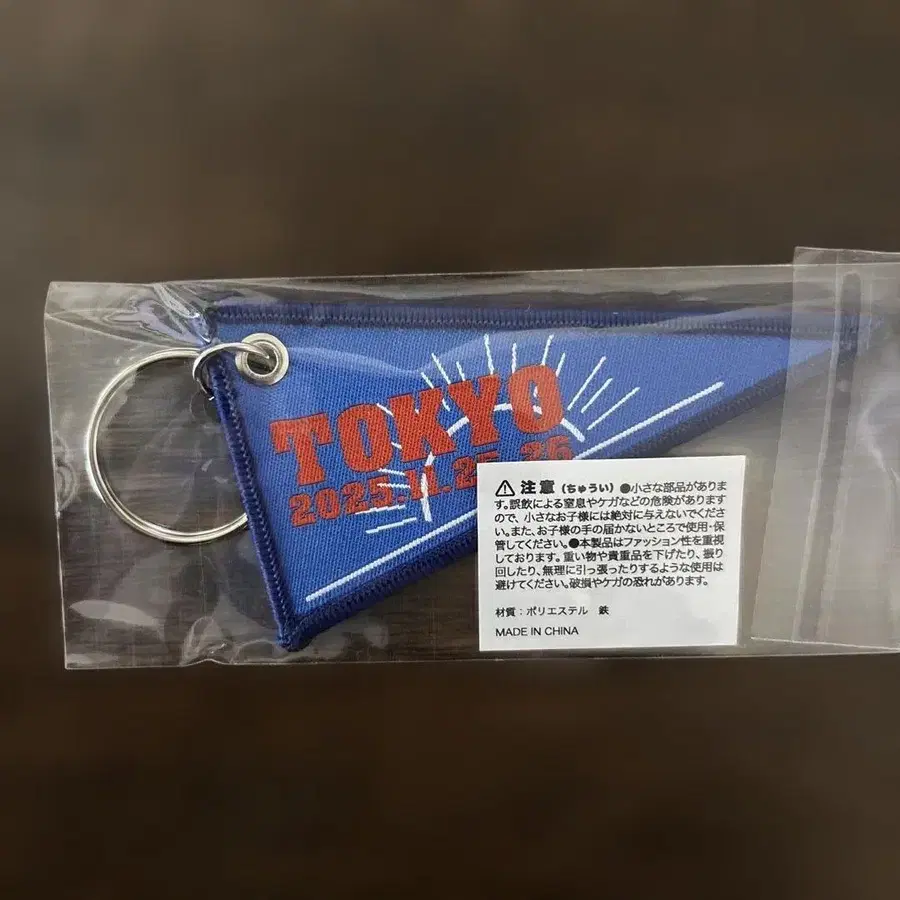 TOKYO
2025.11.25.26
⚠ 注意(ちゅうい)●小さな部品がありま
す。誤飲による窒息やケガなどの危険があります
ので、小さなお子様には絶対に与えないでくださ
い。また、お子様の手の届かないところで使用・保
管してください。●本製品はファッション性を重視
しております。重い物や貴重品を下げたり、振り
回したり、無理に引っ張ったりするような使用は
避けてください。破損やケガの恐れがあります。
材質:ポリエステル 鉄
MADE IN CHINA